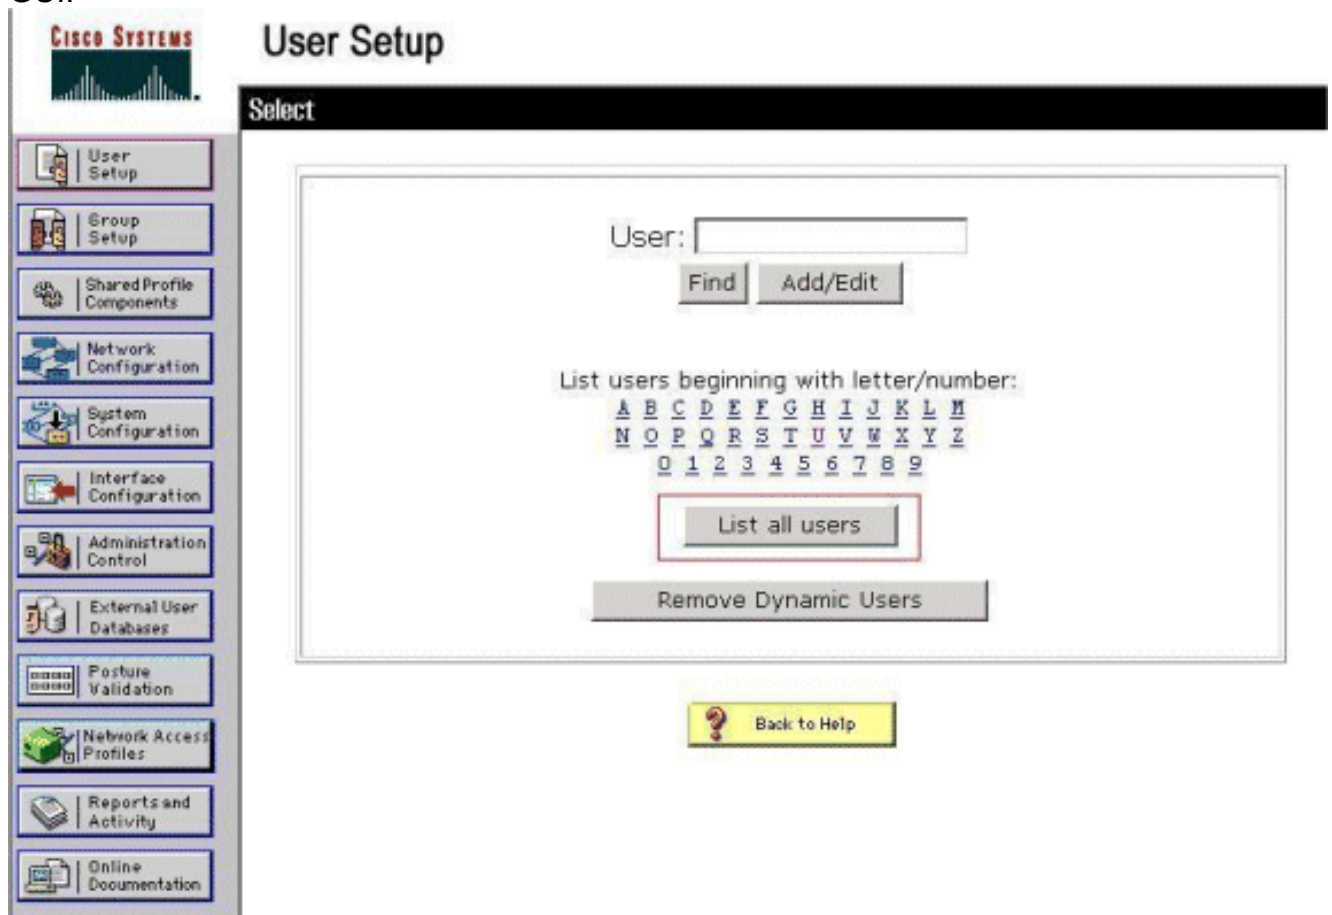 CISCO SYSTEMS
User Setup
Select
User
Setup
Group
Setup
Shared Profile
Components
Network
Configuration
System
Configuration
Interface
Configuration
Administration
Control
External User
Databases
Posture
Validation
Network Access
Profiles
Reports and
Activity
Online
Documentation
User:
Find Add/Edit
List users beginning with letter/number:
A B C D E F G H I J K L M
N O P Q R S T U V W X Y Z
0 1 2 3 4 5 6 7 8 9
List all users
Remove Dynamic Users
? Back to Help